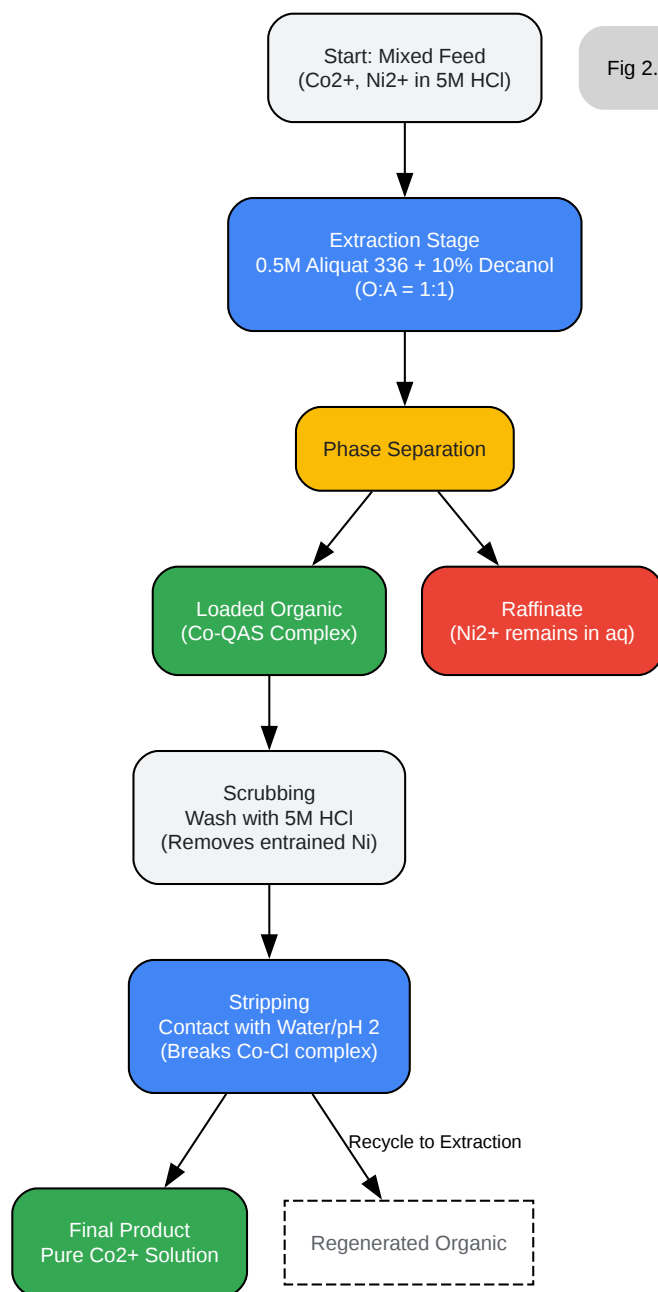 Start: Mixed Feed
(Co2+, Ni2+ in 5M HCl)
Fig 2.
Extraction Stage
0.5M Aliquat 336 + 10% Decanol
(O:A = 1:1)
Phase Separation
Loaded Organic
(Co-QAS Complex)
Raffinate
(Ni2+ remains in aq)
Scrubbing
Wash with 5M HCl
(Removes entrained Ni)
Stripping
Contact with Water/pH 2
(Breaks Co-Cl complex)
Recycle to Extraction
Final Product
Pure Co2+ Solution
Regenerated Organic